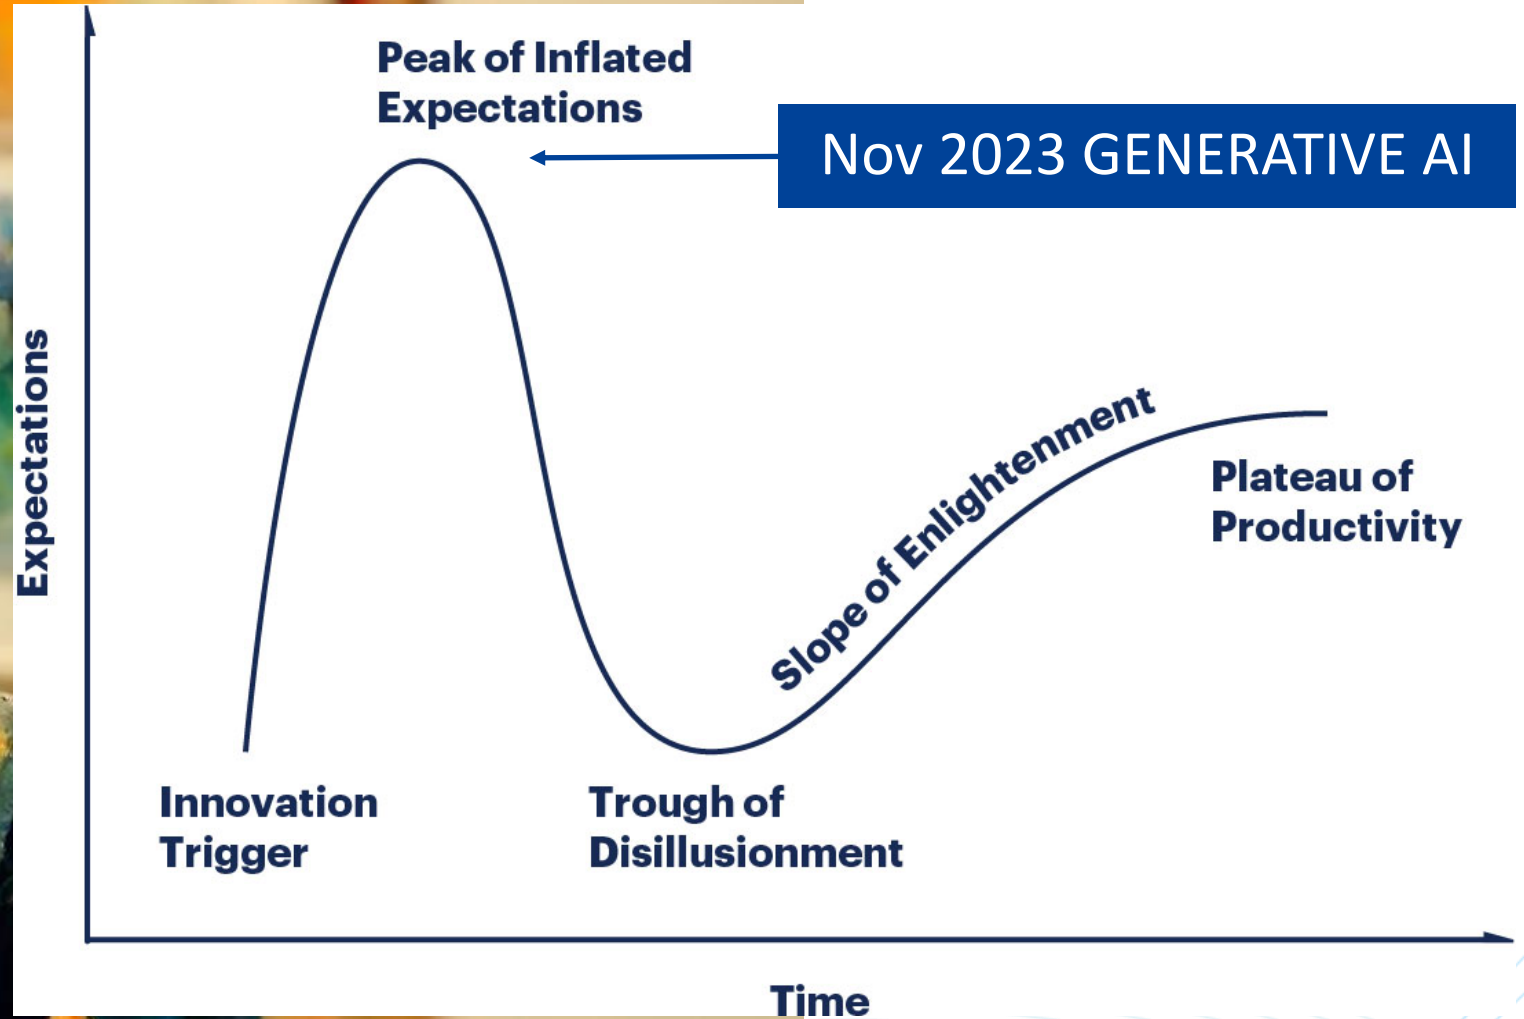 Peak of Inflated
Expectations
Nov 2023 GENERATIVE AI
Expectations
Slope of Enlightenment
Plateau of
Productivity
Innovation
Trigger
Trough of
Disillusionment
Time